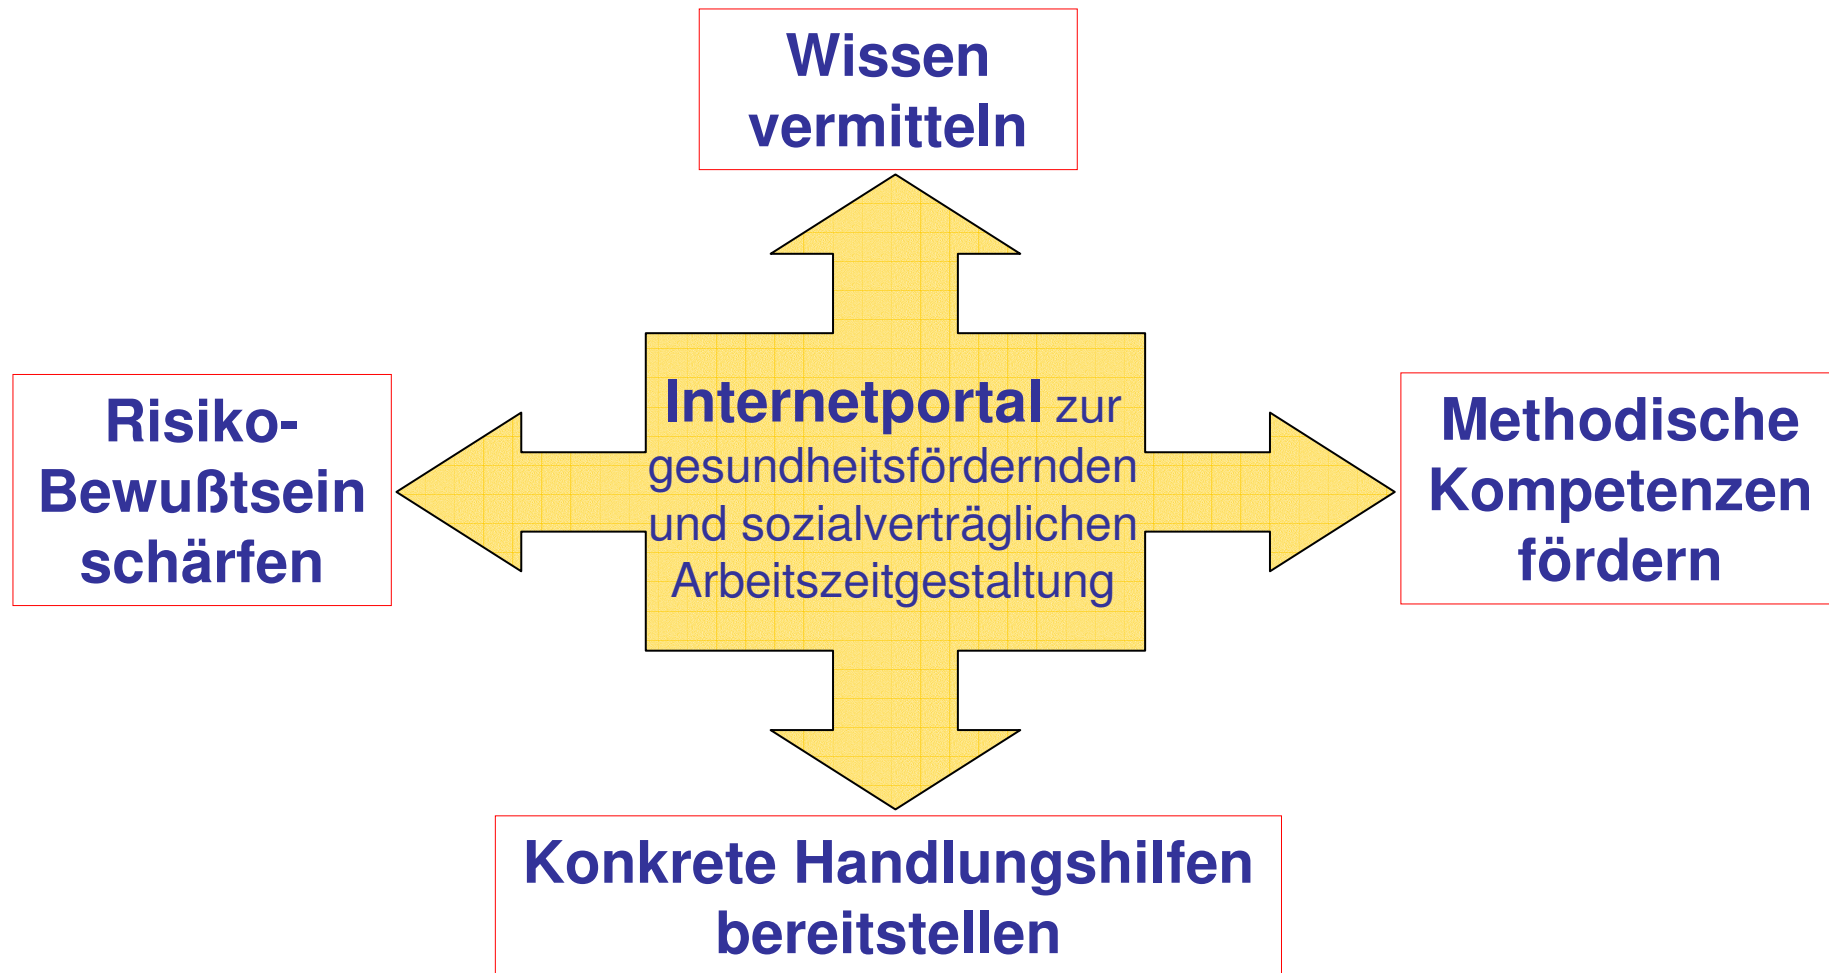 Wissen
vermitteln
Risiko-
Bewußtsein
schärfen
Internetportal zur
gesundheitsfördernden
und sozialverträglichen
Arbeitszeitgestaltung
Methodische
Kompetenzen
fördern
Konkrete Handlungshilfen
bereitstellen